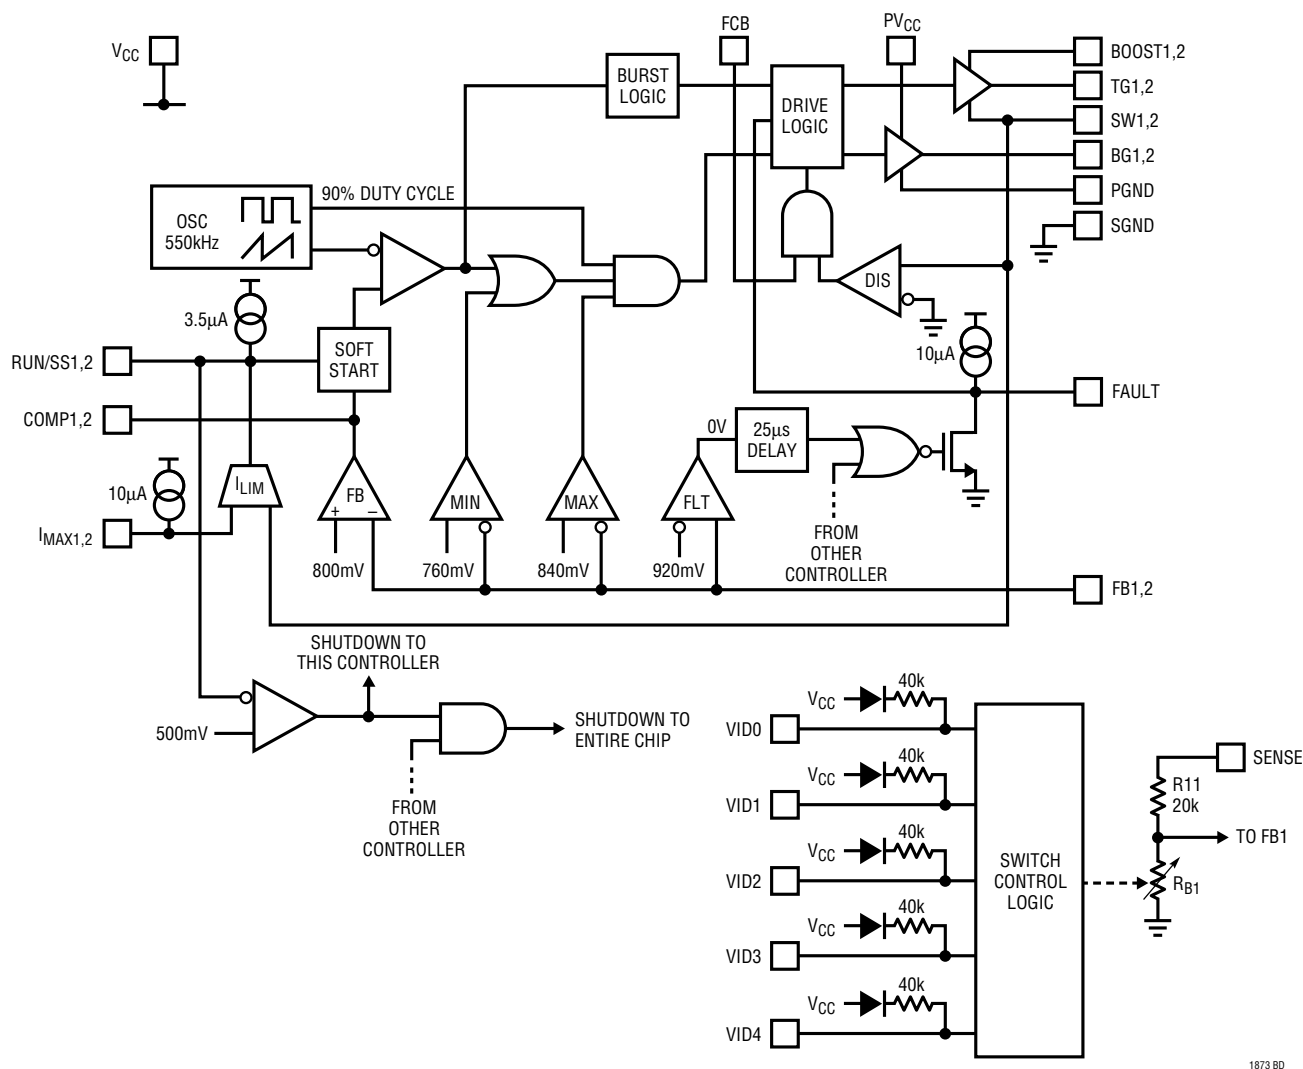 FCB
PVCC
VCC
BOOST1,2
BURST
LOGIC
TG1,2
DRIVE
LOGIC
SW1,2
BG1,2
90% DUTY CYCLE
PGND
OSC
550kHz
SGND
DIS
3.5µA
RUN/SS1,2
SOFT
START
10µA
FAULT
COMP1,2
0V
25µs
DELAY
10µA
ILIM
FB
+ –
MIN
MAX
FLT
IMAX1,2
FROM
OTHER
CONTROLLER
800mV
760mV
840mV
920mV
FB1,2
SHUTDOWN TO
THIS CONTROLLER
500mV
SHUTDOWN TO
ENTIRE CHIP
FROM
OTHER
CONTROLLER
40k
VCC
VID0
40k
VCC
VID1
40k
VCC
VID2
40k
VCC
VID3
40k
VCC
VID4
SWITCH
CONTROL
LOGIC
SENSE
R11
20k
TO FB1
RB1
1873 BD